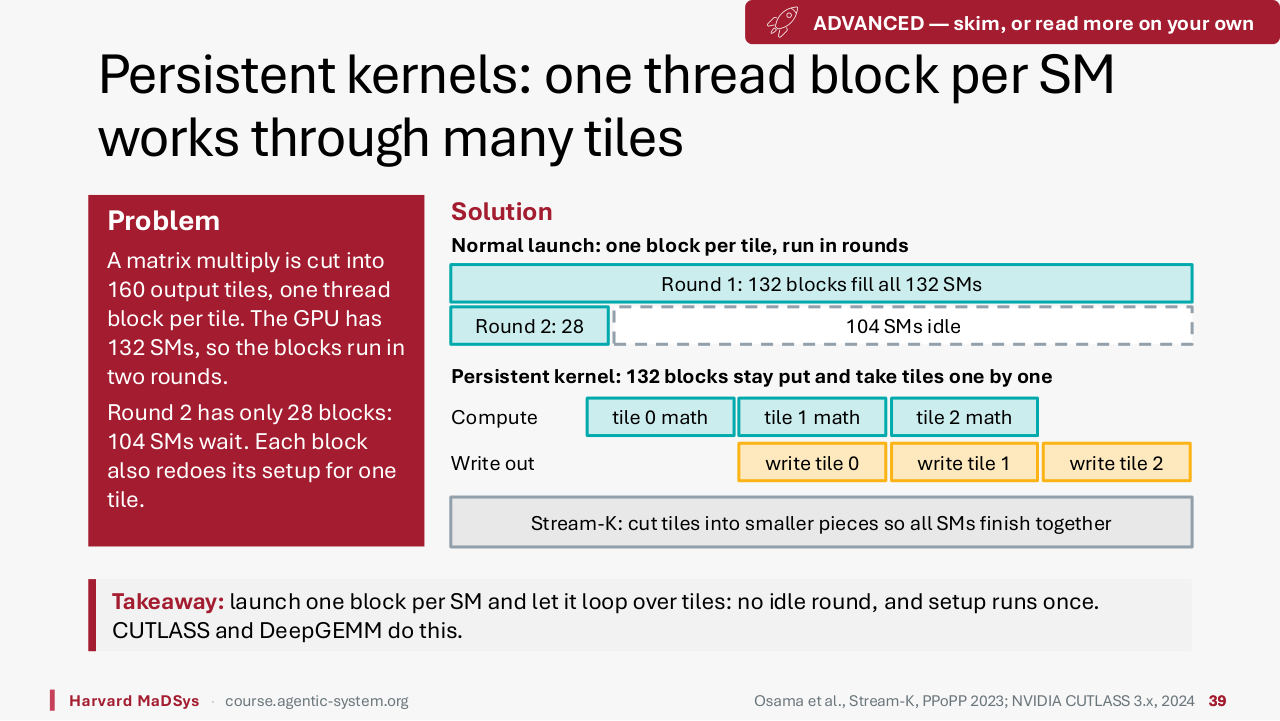 ADVANCED — skim, or read more on your own
Persistent kernels: one thread block per SM
works through many tiles
Problem
A matrix multiply is cut into
160 output tiles, one thread
block per tile. The GPU has
132 SMs, so the blocks run in
two rounds.
Round 2 has only 28 blocks:
104 SMs wait. Each block
also redoes its setup for one
tile.
Solution
Normal launch: one block per tile, run in rounds
Round 1: 132 blocks fill all 132 SMs
Round 2: 28
104 SMs idle
Persistent kernel: 132 blocks stay put and take tiles one by one
Compute
tile 0 math
tile 1 math
tile 2 math
Write out
write tile 0
write tile 1
write tile 2
Stream-K: cut tiles into smaller pieces so all SMs finish together
Takeaway: launch one block per SM and let it loop over tiles: no idle round, and setup runs once.
CUTLASS and DeepGEMM do this.
Harvard MaDSys · course.agentic-system.org
Osama et al., Stream-K, PPoPP 2023; NVIDIA CUTLASS 3.x, 2024 39